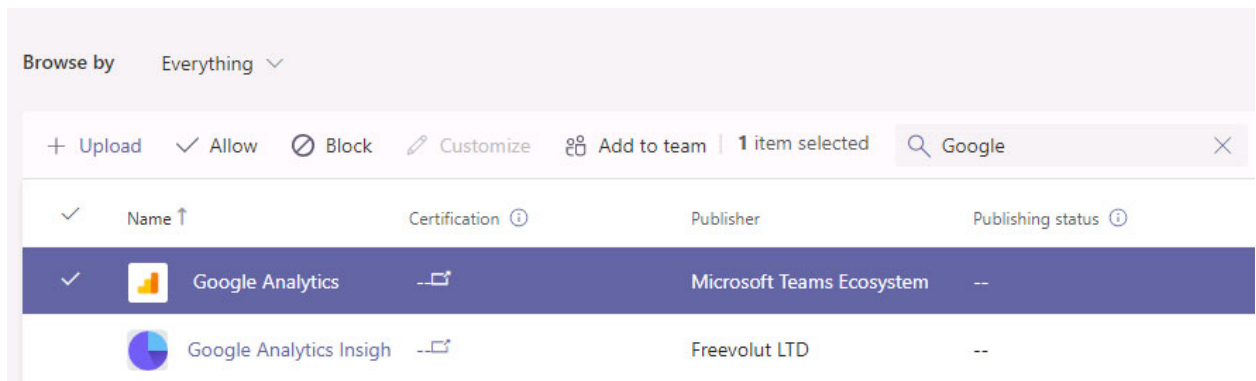 Browse by Everything
Upload Allow Block Customize Add to team 1 item selected Google
Name Certification Publisher Publishing status
Google Analytics -- Microsoft Teams Ecosystem --
Google Analytics Insigh -- Freevolut LTD --